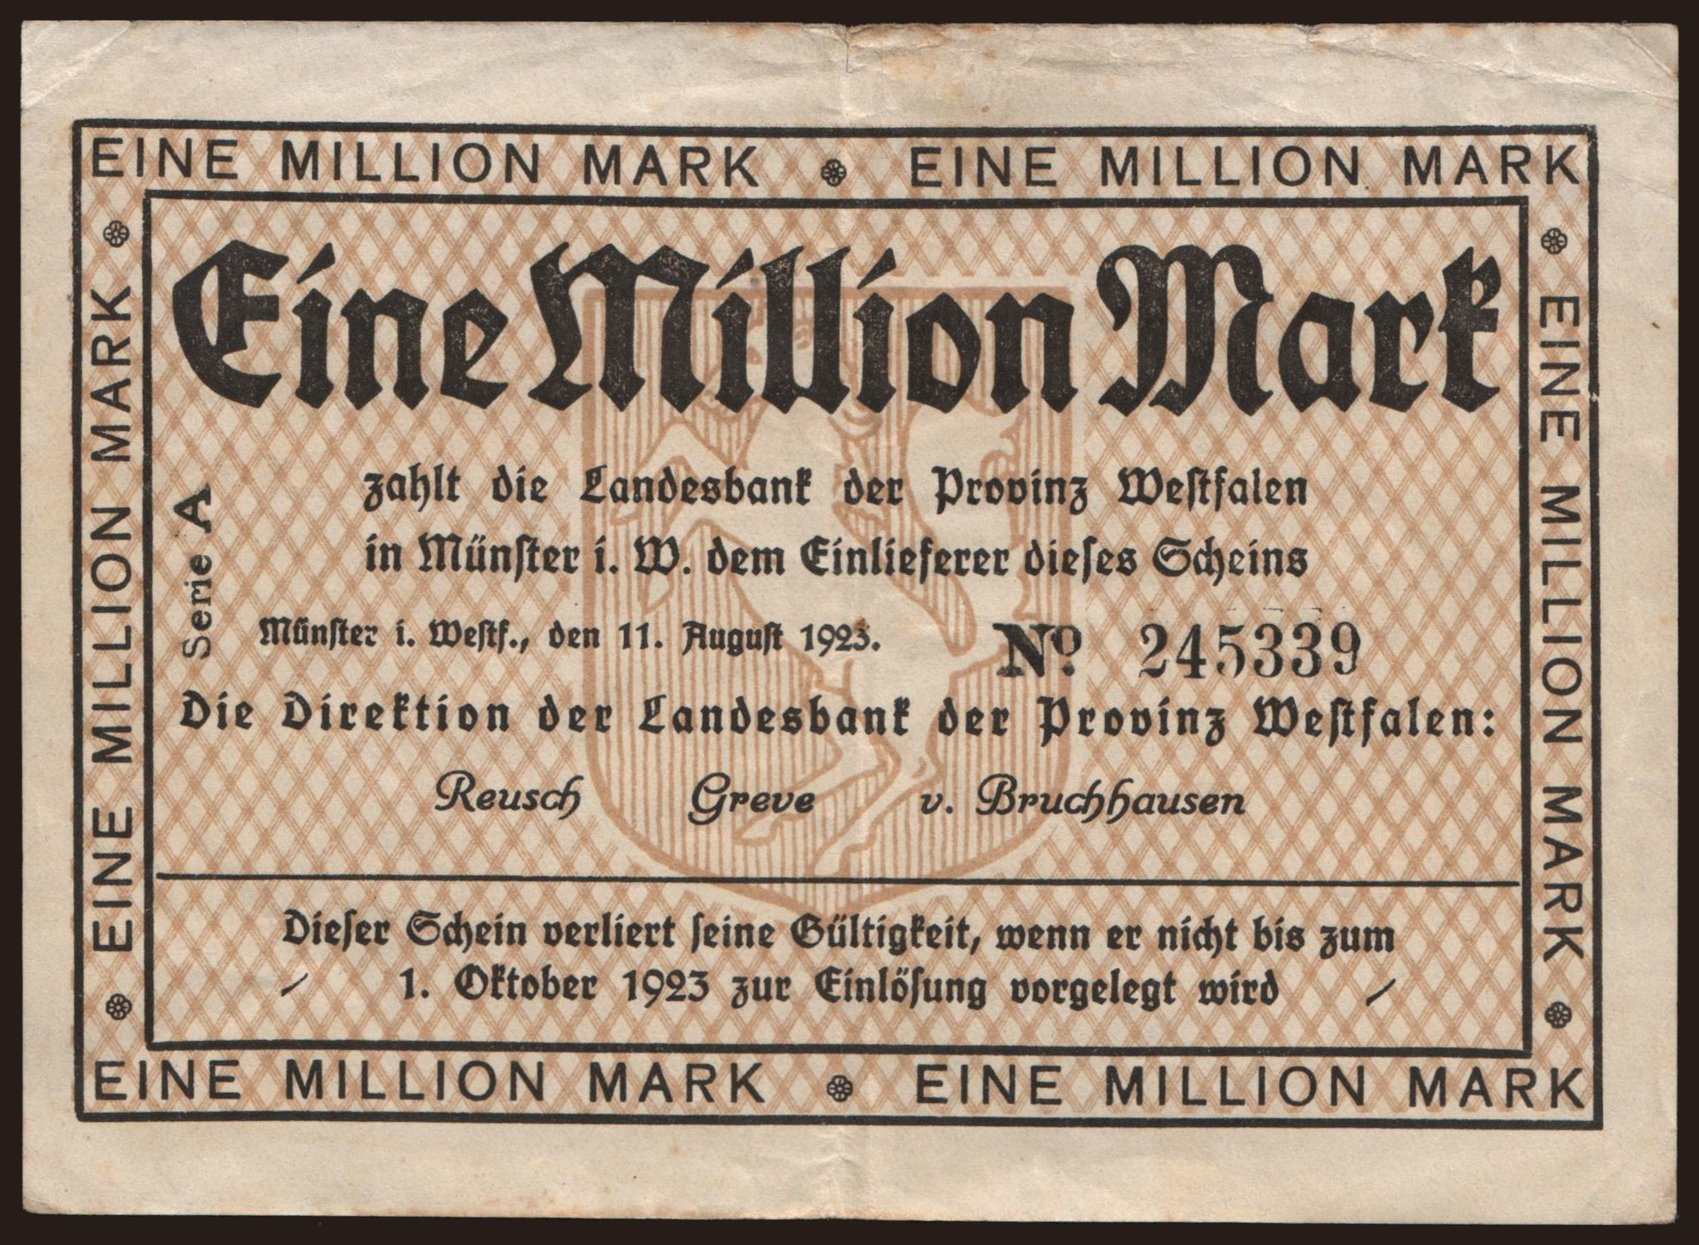 EINE MILLION MARK EINE MILLION MARK
EINE MILLION MARK
EINE MILLION MARK
Eine Million Mark
zahlt die Landesbank der Provinz Westfalen
in Münster i. W. dem Einlieferer dieses Scheins
Serie A
Münster i. Westf., den 11. August 1923.
No 245339
Die Direktion der Landesbank der Provinz Westfalen:
Reusch Greve v. Bruchhausen
Dieser Schein verliert seine Gültigkeit, wenn er nicht bis zum
1. Oktober 1923 zur Einlösung vorgelegt wird
EINE MILLION MARK EINE MILLION MARK